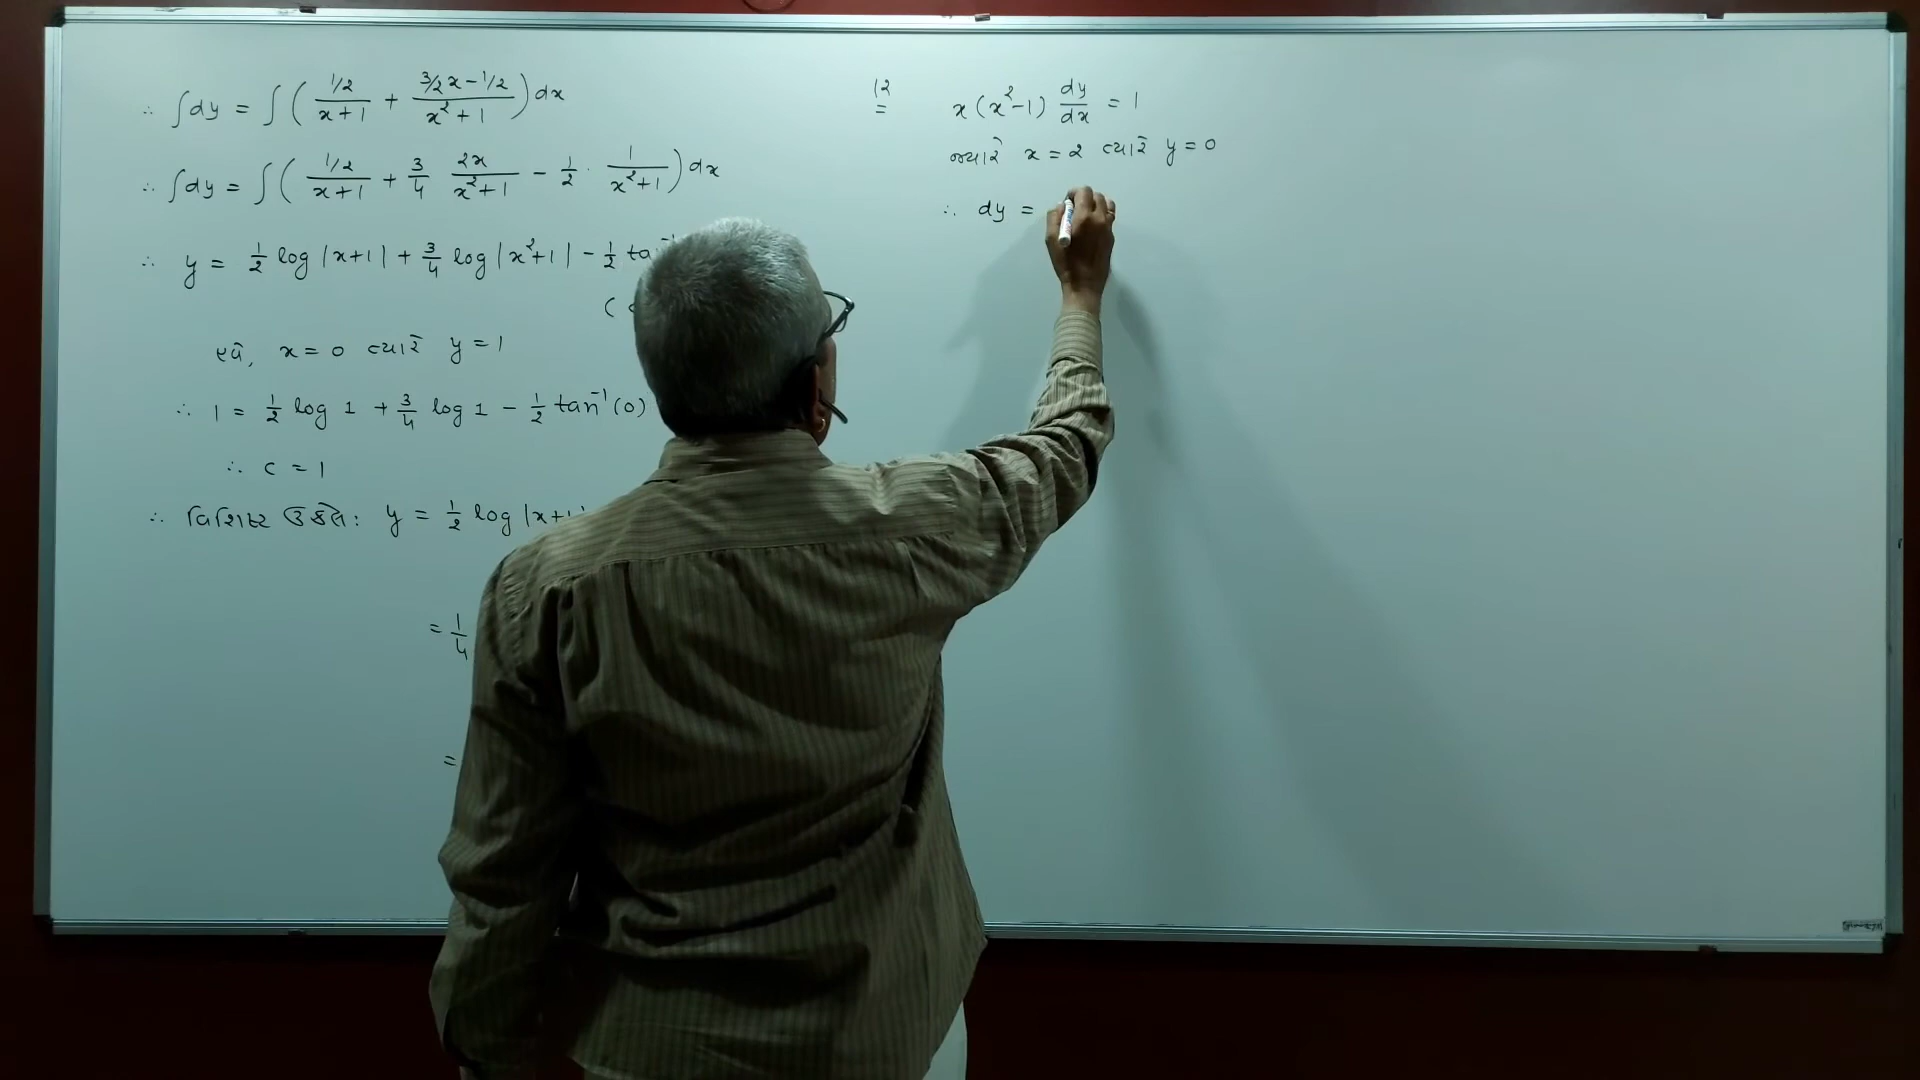 ∴ ∫dy = ∫( (1/2)/(x+1) + (3/2x - 1/2)/(x²+1) ) dx
∴ ∫dy = ∫( (1/2)/(x+1) + 3/4 2x/(x²+1) - 1/2 · 1/(x²+1) ) dx
∴ y = 1/2 log|x+1| + 3/4 log|x²+1| - 1/2
(
હવે, x = 0 ત્યારે y = 1
∴ 1 = 1/2 log 1 + 3/4 log 1 - 1/2 tan⁻¹(0)
∴ c = 1
∴ વિશિષ્ટ ઉકેલ: y = 1/2 log|x+
= 1/4
=
12 x(x²-1) dy/dx = 1
જ્યારે x = 2 ત્યારે y = 0
∴ dy =